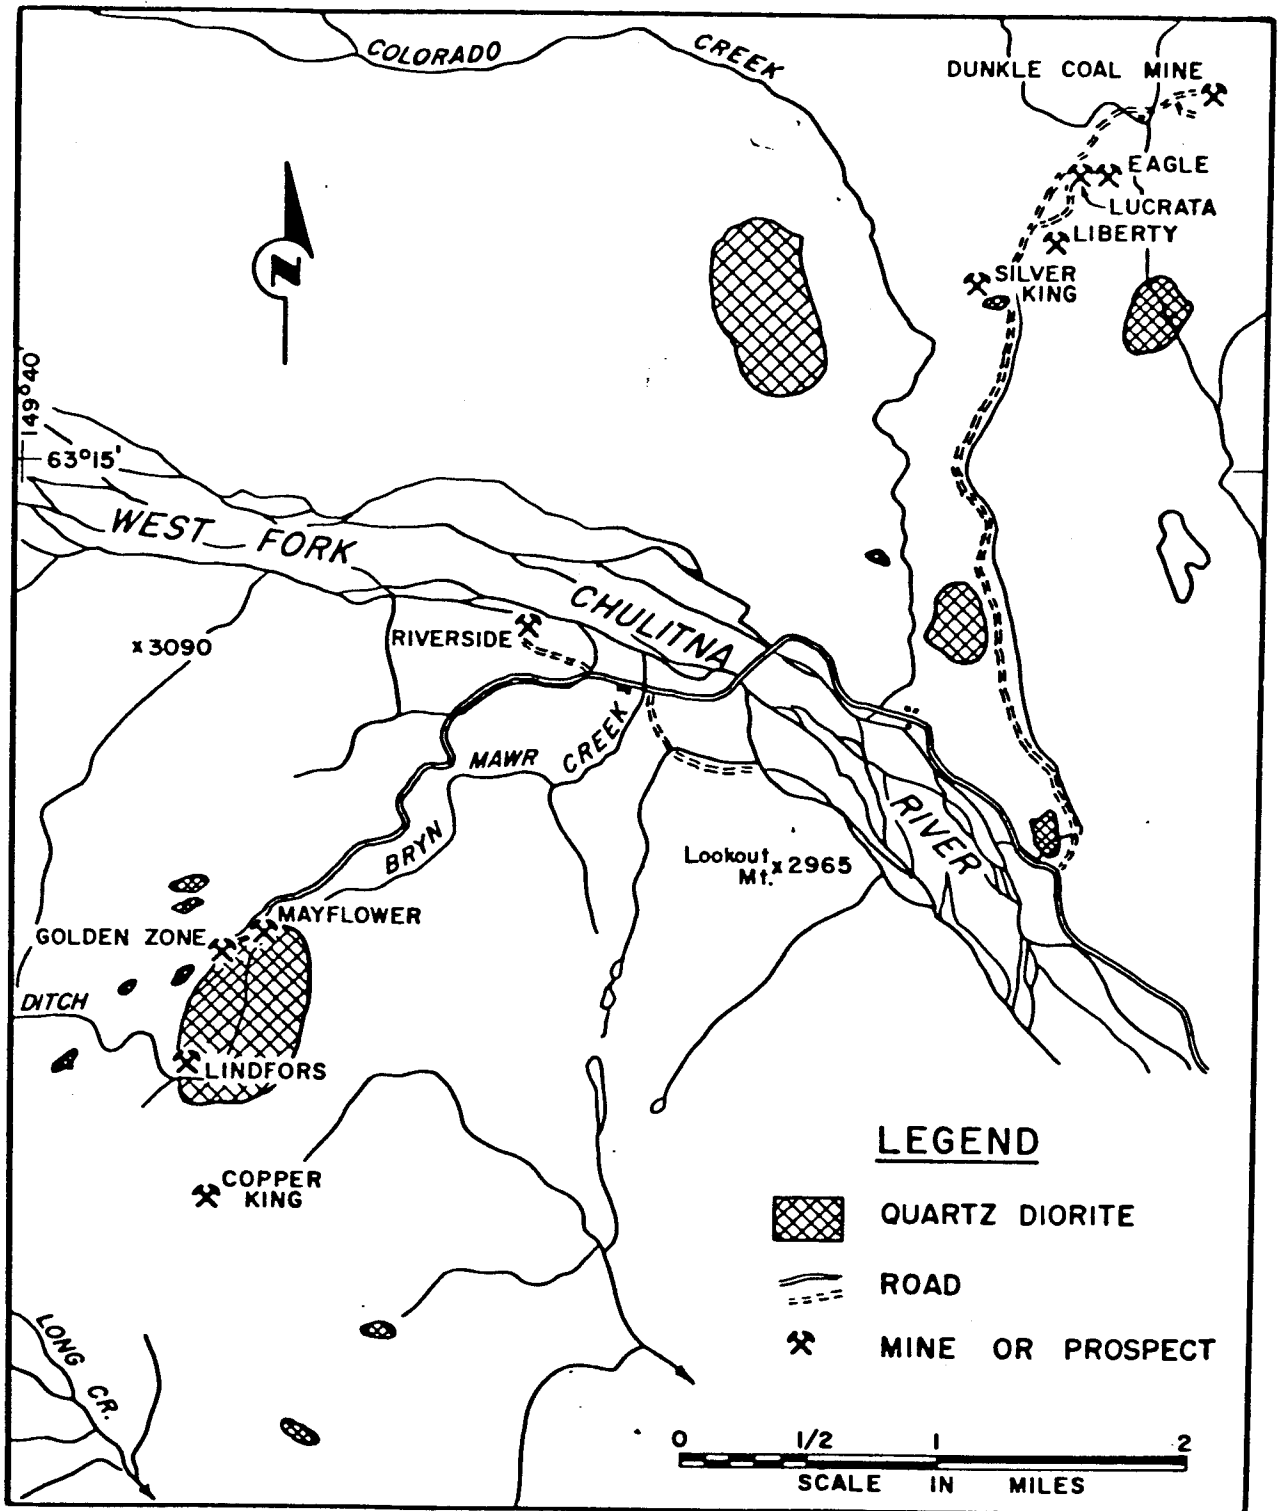 COLORADO CREEK
DUNKLE COAL MINE
EAGLE
LUCRATA
LIBERTY
SILVER
KING
N
149°40'
63°15'
WEST FORK CHULITNA RIVER
x 3090
RIVERSIDE
BRYN MAWR CREEK
Lookout
Mt.
x 2965
MAYFLOWER
GOLDEN ZONE
DITCH
LINDFORS
COPPER
KING
LONG CR.
LEGEND
QUARTZ DIORITE
ROAD
MINE OR PROSPECT
0 1/2 1 2
SCALE IN MILES